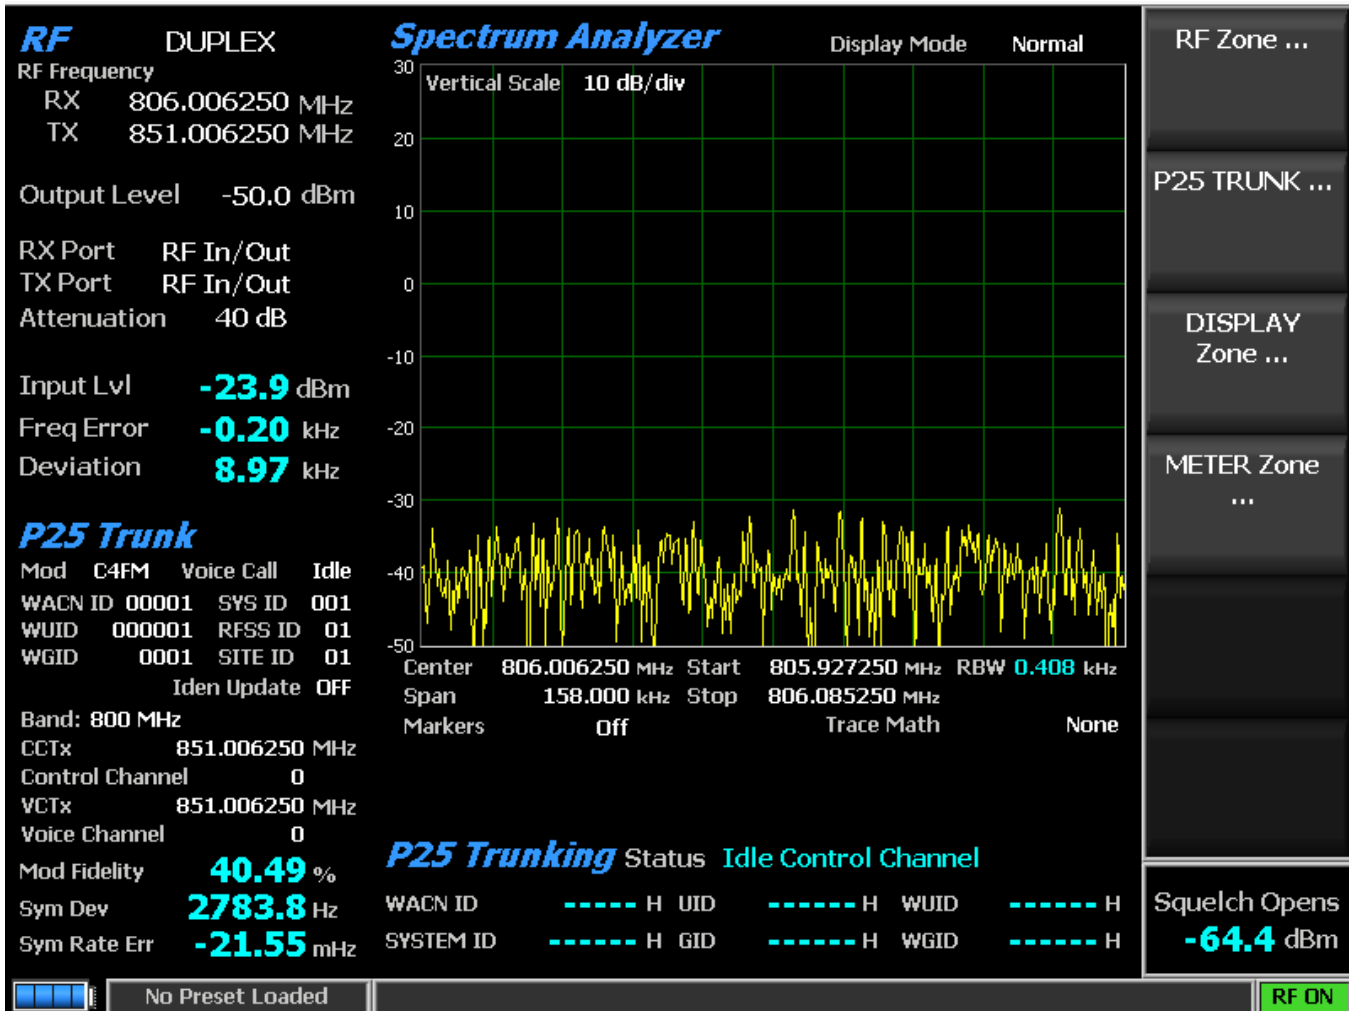 RF DUPLEX
RF Frequency
RX 806.006250 MHz
TX 851.006250 MHz
Output Level -50.0 dBm
RX Port RF In/Out
TX Port RF In/Out
Attenuation 40 dB
Input Lvl -23.9 dBm
Freq Error -0.20 kHz
Deviation 8.97 kHz
P25 Trunk
Mod C4FM Voice Call Idle
WACN ID 00001 SYS ID 001
WUID 000001 RFSS ID 01
WGID 0001 SITE ID 01
Iden Update OFF
Band: 800 MHz
CCTx 851.006250 MHz
Control Channel 0
VCTx 851.006250 MHz
Voice Channel 0
Mod Fidelity 40.49 %
Sym Dev 2783.8 Hz
Sym Rate Err -21.55 mHz
Spectrum Analyzer Display Mode Normal
Vertical Scale 10 dB/div
30
20
10
0
-10
-20
-30
-40
-50
Center 806.006250 MHz Start 805.927250 MHz RBW 0.408 kHz
Span 158.000 kHz Stop 806.085250 MHz
Markers Off Trace Math None
P25 Trunking Status Idle Control Channel
WACN ID ----- H UID ------ H WUID ------ H
SYSTEM ID ------ H GID ------ H WGID ------ H
RF Zone ...
P25 TRUNK ...
DISPLAY
Zone ...
METER Zone
...
Squelch Opens
-64.4 dBm
No Preset Loaded
RF ON